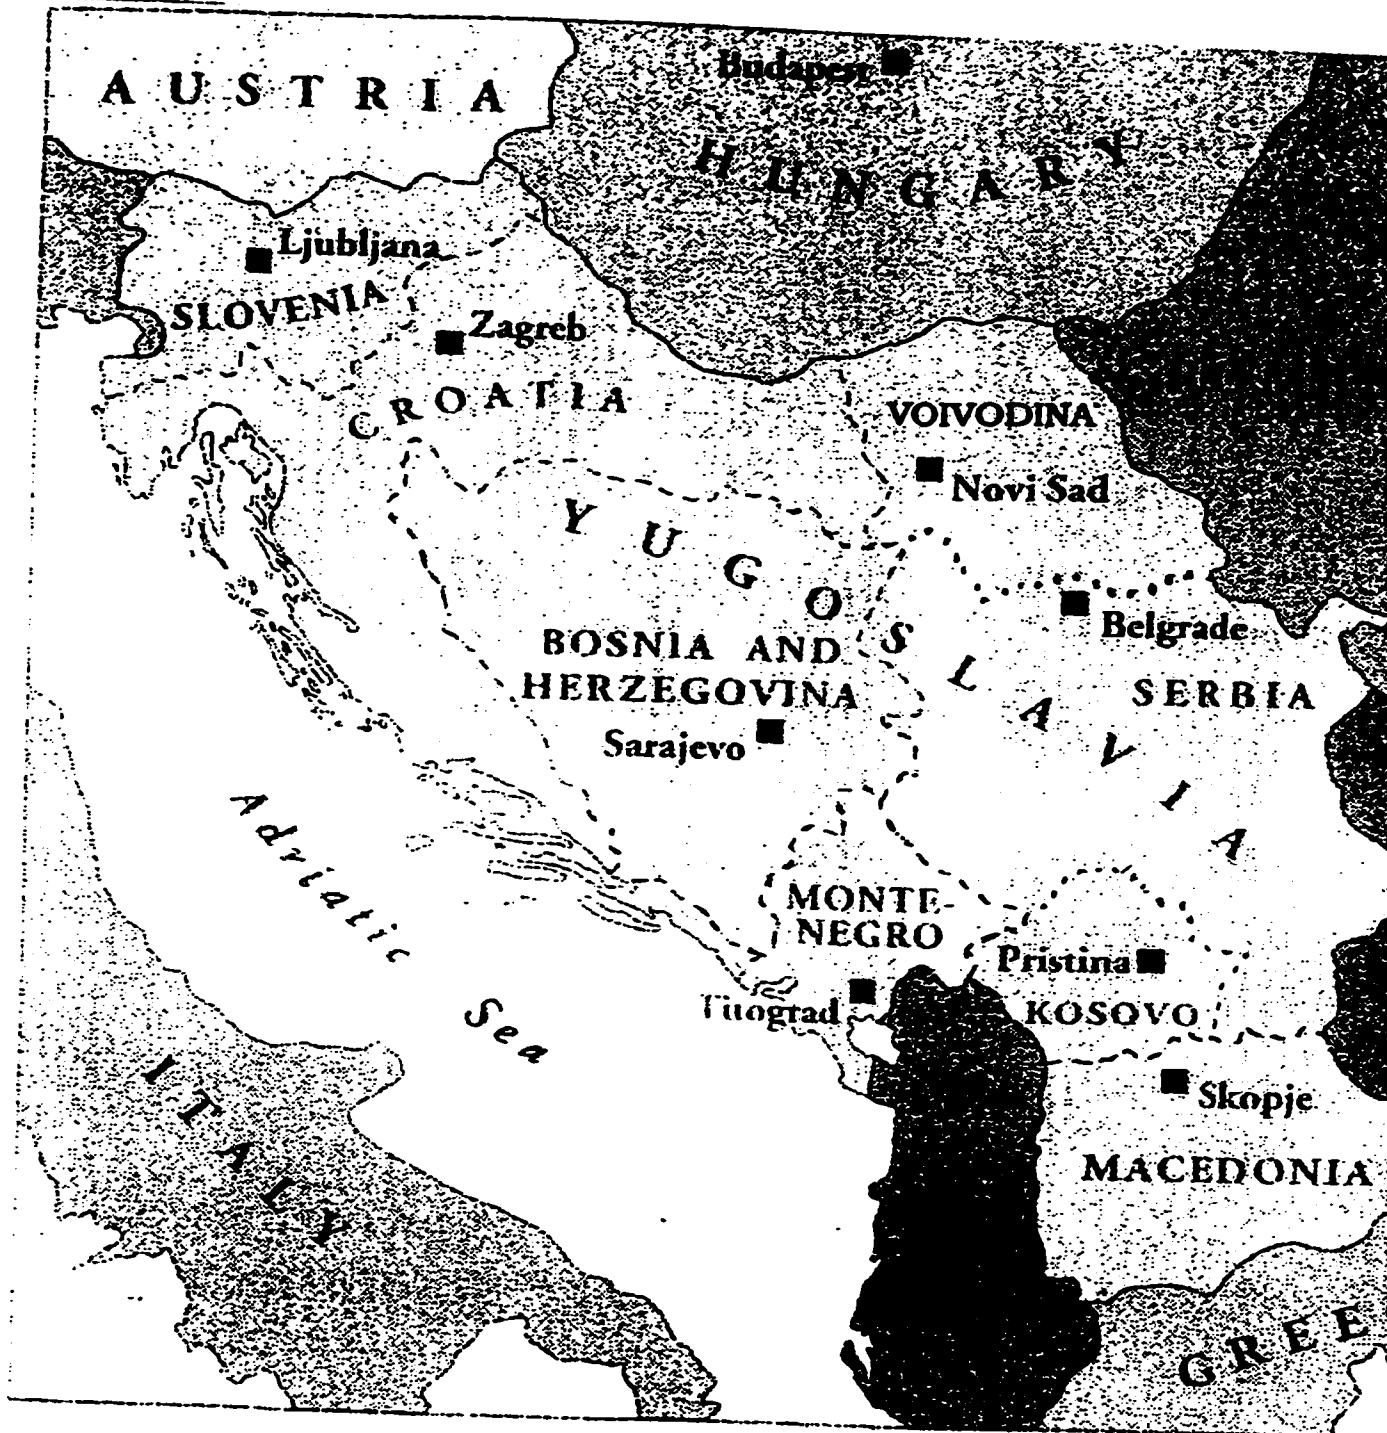 AUSTRIA
Budapest
HUNGARY
Ljubljana
SLOVENIA
Zagreb
CROATIA
VOIVODINA
Novi Sad
YUGOSLAVIA
Belgrade
BOSNIA AND
HERZEGOVINA
SERBIA
Sarajevo
Adriatic Sea
MONTE-
NEGRO
Pristina
KOSOVO
Titograd
Skopje
MACEDONIA
ITALY
GREE